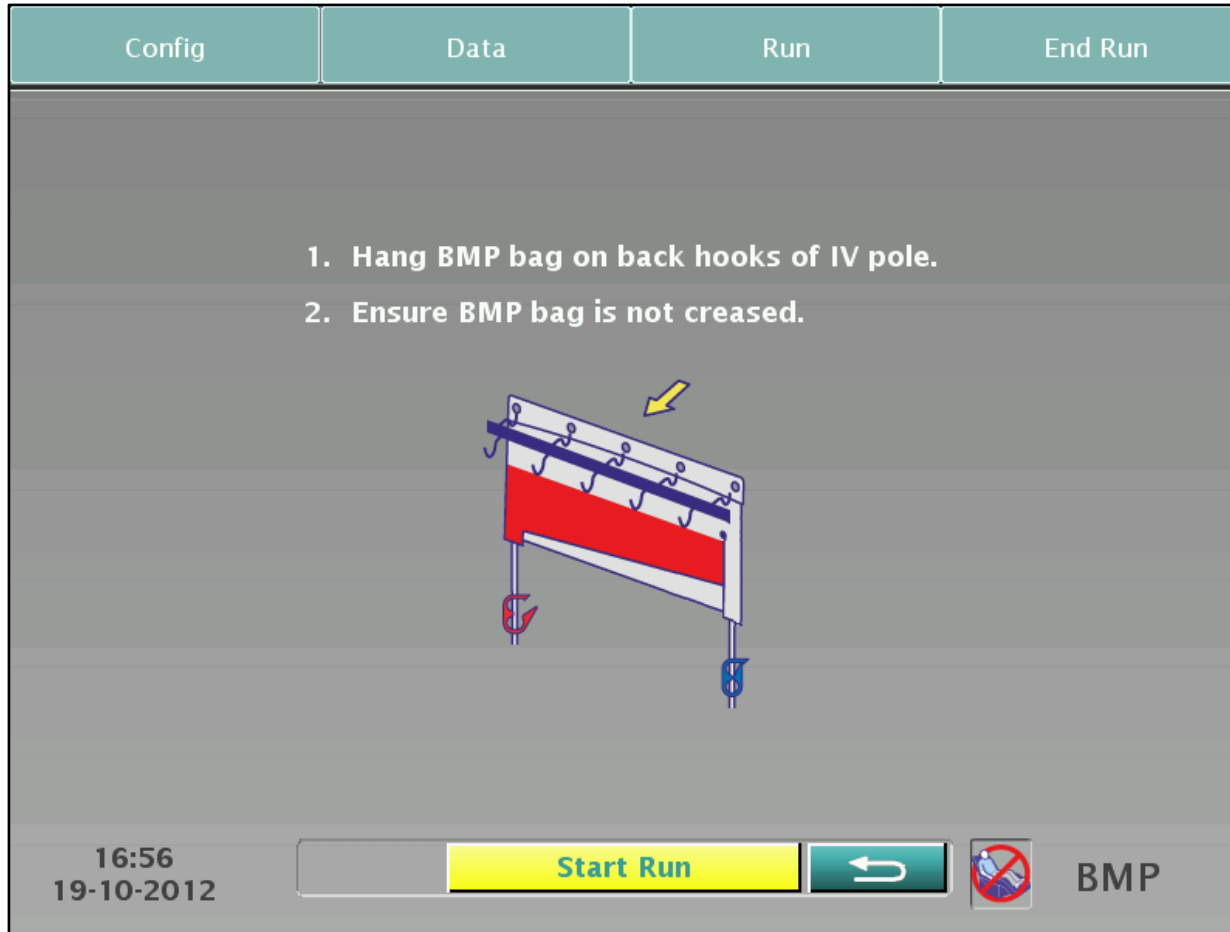 Config
Data
Run
End Run
1. Hang BMP bag on back hooks of IV pole.
2. Ensure BMP bag is not creased.
16:56
19-10-2012
Start Run
BMP